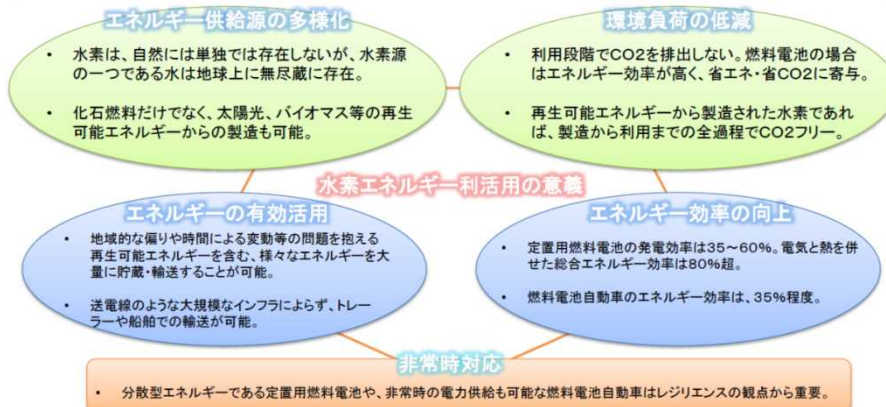 エネルギー供給源の多様化
・ 水素は、自然には単独では存在しないが、水素源
の一つである水は地球上に無尽蔵に存在。
・ 化石燃料だけでなく、太陽光、バイオマス等の再生
可能エネルギーからの製造も可能。
環境負荷の低減
・ 利用段階でCO2を排出しない。燃料電池の場合
はエネルギー効率が高く、省エネ・省CO2に寄与。
・ 再生可能エネルギーから製造された水素であれ
ば、製造から利用までの全過程でCO2フリー。
水素エネルギー利活用の意義
エネルギーの有効活用
・ 地域的な偏りや時間による変動等の問題を抱える
再生可能エネルギーを含む、様々なエネルギーを大
量に貯蔵・輸送することが可能。
・ 送電線のような大規模なインフラによらず、トレー
ラーや船舶での輸送が可能。
エネルギー効率の向上
・ 定置用燃料電池の発電効率は35～60%。電気と熱を併
せた総合エネルギー効率は80%超。
・ 燃料電池自動車のエネルギー効率は、35%程度。
非常時対応
・ 分散型エネルギーである定置用燃料電池や、非常時の電力供給も可能な燃料電池自動車はレジリエンスの観点から重要。